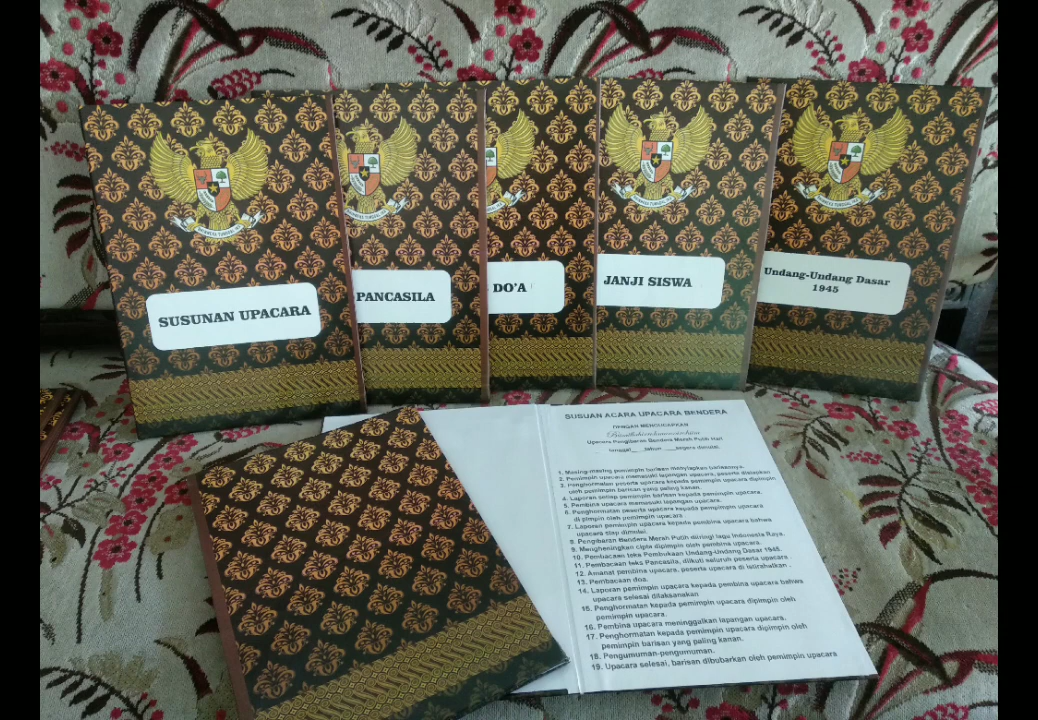 SUSUNAN UPACARA
PANCASILA
DO'A
JANJI SISWA
Undang-Undang Dasar
1945
SUSUAN ACARA UPACARA BENDERA
DENGAN MENGUCAPKAN
Upacara Pengibaran Bendera Merah Putih Hari
tanggal__ tahun ___segera dimulai.
1. Masing-masing pemimpin barisan menyiapkan barisannya.
2. Pemimpin upacara memasuki lapangan upacara, peserta disiapkan
3. Penghormatan peserta upacara kepada pemimpin upacara dipimpin
oleh pemimpin barisan yang paling kanan.
4. Laporan setiap pemimpin barisan kepada pemimpin upacara.
5. Pembina upacara memasuki lapangan upacara.
6. Penghormatan peserta upacara kepada pemimpin upacara
di pimpin oleh pemimpin upacara
7. Laporan pemimpin upacara kepada pembina upacara bahwa
upacara siap dimulai.
8. Pengibaran Bendera Merah Putih diiringi lagu Indonesia Raya.
9. Mengheningkan cipta dipimpin oleh pembina upacara.
10. Pembacaan teks Pembukaan Undang-Undang Dasar 1945.
11. Pembacaan teks Pancasila, diikuti seluruh peserta upacara .
12. Amanat pembina upacara, peserta upacara di istirahatkan .
13. Pembacaan doa.
14. Laporan pemimpin upacara kepada pembina upacara bahwa
upacara selesai dilaksanakan
15. Penghormatan kepada pemimpin upacara dipimpin oleh
pemimpin upacara.
16. Pembina upacara meninggalkan lapangan upacara.
17. Penghormatan kepada pemimpin upacara dipimpin oleh
pemimpin barisan yang paling kanan.
18. Pengumuman-pengumuman.
19. Upacara selesai, barisan dibubarkan oleh pemimpin upacara